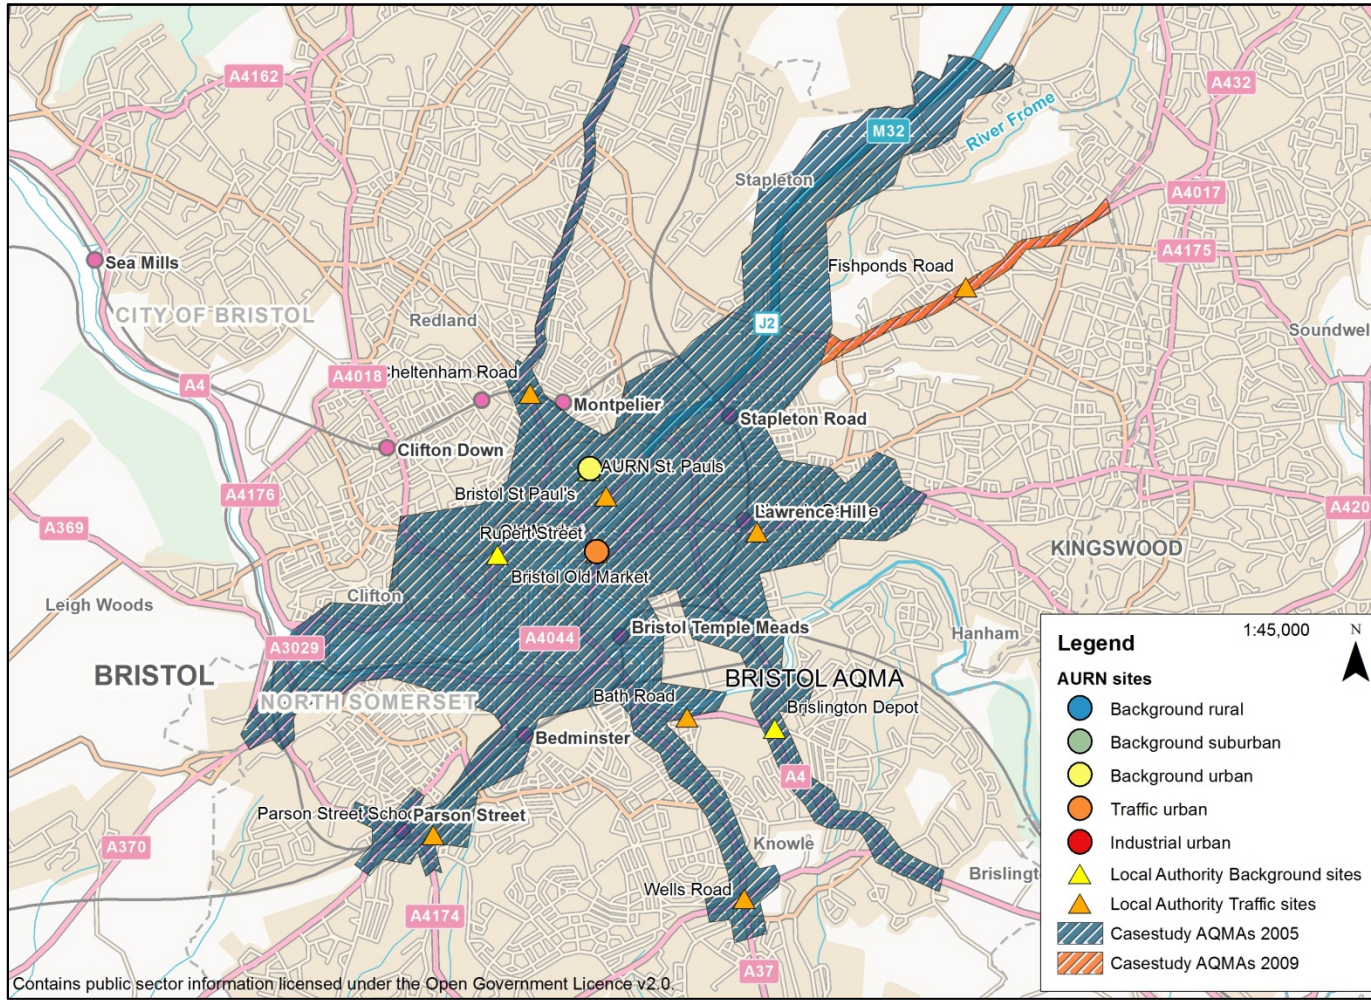 A4162
A432
M32
River Frome
Stapleton
A4017
A4175
Fishponds Road
Sea Mills
CITY OF BRISTOL
Redland
J2
Soundwel
A4
A4018
Cheltenham Road
Montpelier
Stapleton Road
Clifton Down
AURN St. Pauls
A4176
Bristol St Paul's
A369
A420
Lawrence Hill
Rupert Street
KINGSWOOD
Bristol Old Market
Clifton
Leigh Woods
A3029
A4044
Bristol Temple Meads
Hanham
BRISTOL
BRISTOL AQMA
NORTH SOMERSET
Bath Road
Brislington Depot
Bedminster
A4
Parson Street Scho
Parson Street
A370
Knowle
Brislingt
Wells Road
A4174
A37
Legend
1:45,000
N
AURN sites
Background rural
Background suburban
Background urban
Traffic urban
Industrial urban
Local Authority Background sites
Local Authority Traffic sites
Casestudy AQMAs 2005
Casestudy AQMAs 2009
Contains public sector information licensed under the Open Government Licence v2.0.